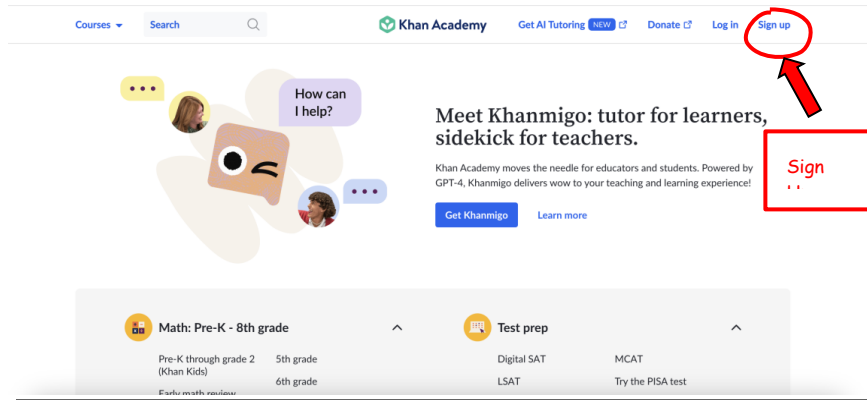 Courses Search Khan Academy Get AI Tutoring NEW Donate Log in Sign up
How can
I help?
Meet Khanmigo: tutor for learners,
sidekick for teachers.
Khan Academy moves the needle for educators and students. Powered by
GPT-4, Khanmigo delivers wow to your teaching and learning experience!
Get Khanmigo Learn more
Sign
Math: Pre-K - 8th grade
Pre-K through grade 2
(Khan Kids)
Early math review
5th grade
6th grade
Test prep
Digital SAT
LSAT
MCAT
Try the PISA test